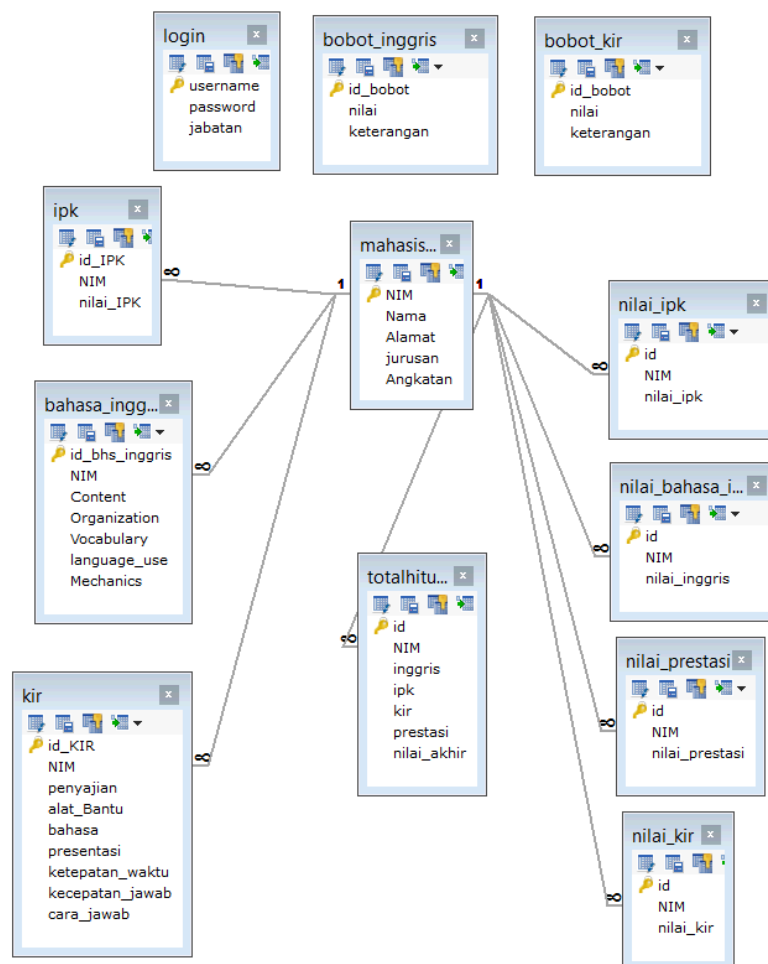 login
username
password
jabatan
bobot_inggris
id_bobot
nilai
keterangan
bobot_kir
id_bobot
nilai
keterangan
ipk
id_IPK
NIM
nilai_IPK
mahasis...
NIM
Nama
Alamat
jurusan
Angkatan
nilai_ipk
id
NIM
nilai_ipk
bahasa_ingg...
id_bhs_inggris
NIM
Content
Organization
Vocabulary
language_use
Mechanics
nilai_bahasa_i...
id
NIM
nilai_inggris
totalhitu...
id
NIM
inggris
ipk
kir
prestasi
nilai_akhir
nilai_prestasi
id
NIM
nilai_prestasi
kir
id_KIR
NIM
penyajian
alat_Bantu
bahasa
presentasi
ketepatan_waktu
kecepatan_jawab
cara_jawab
nilai_kir
id
NIM
nilai_kir
1
1
∞
∞
∞
∞
∞
∞
∞
∞